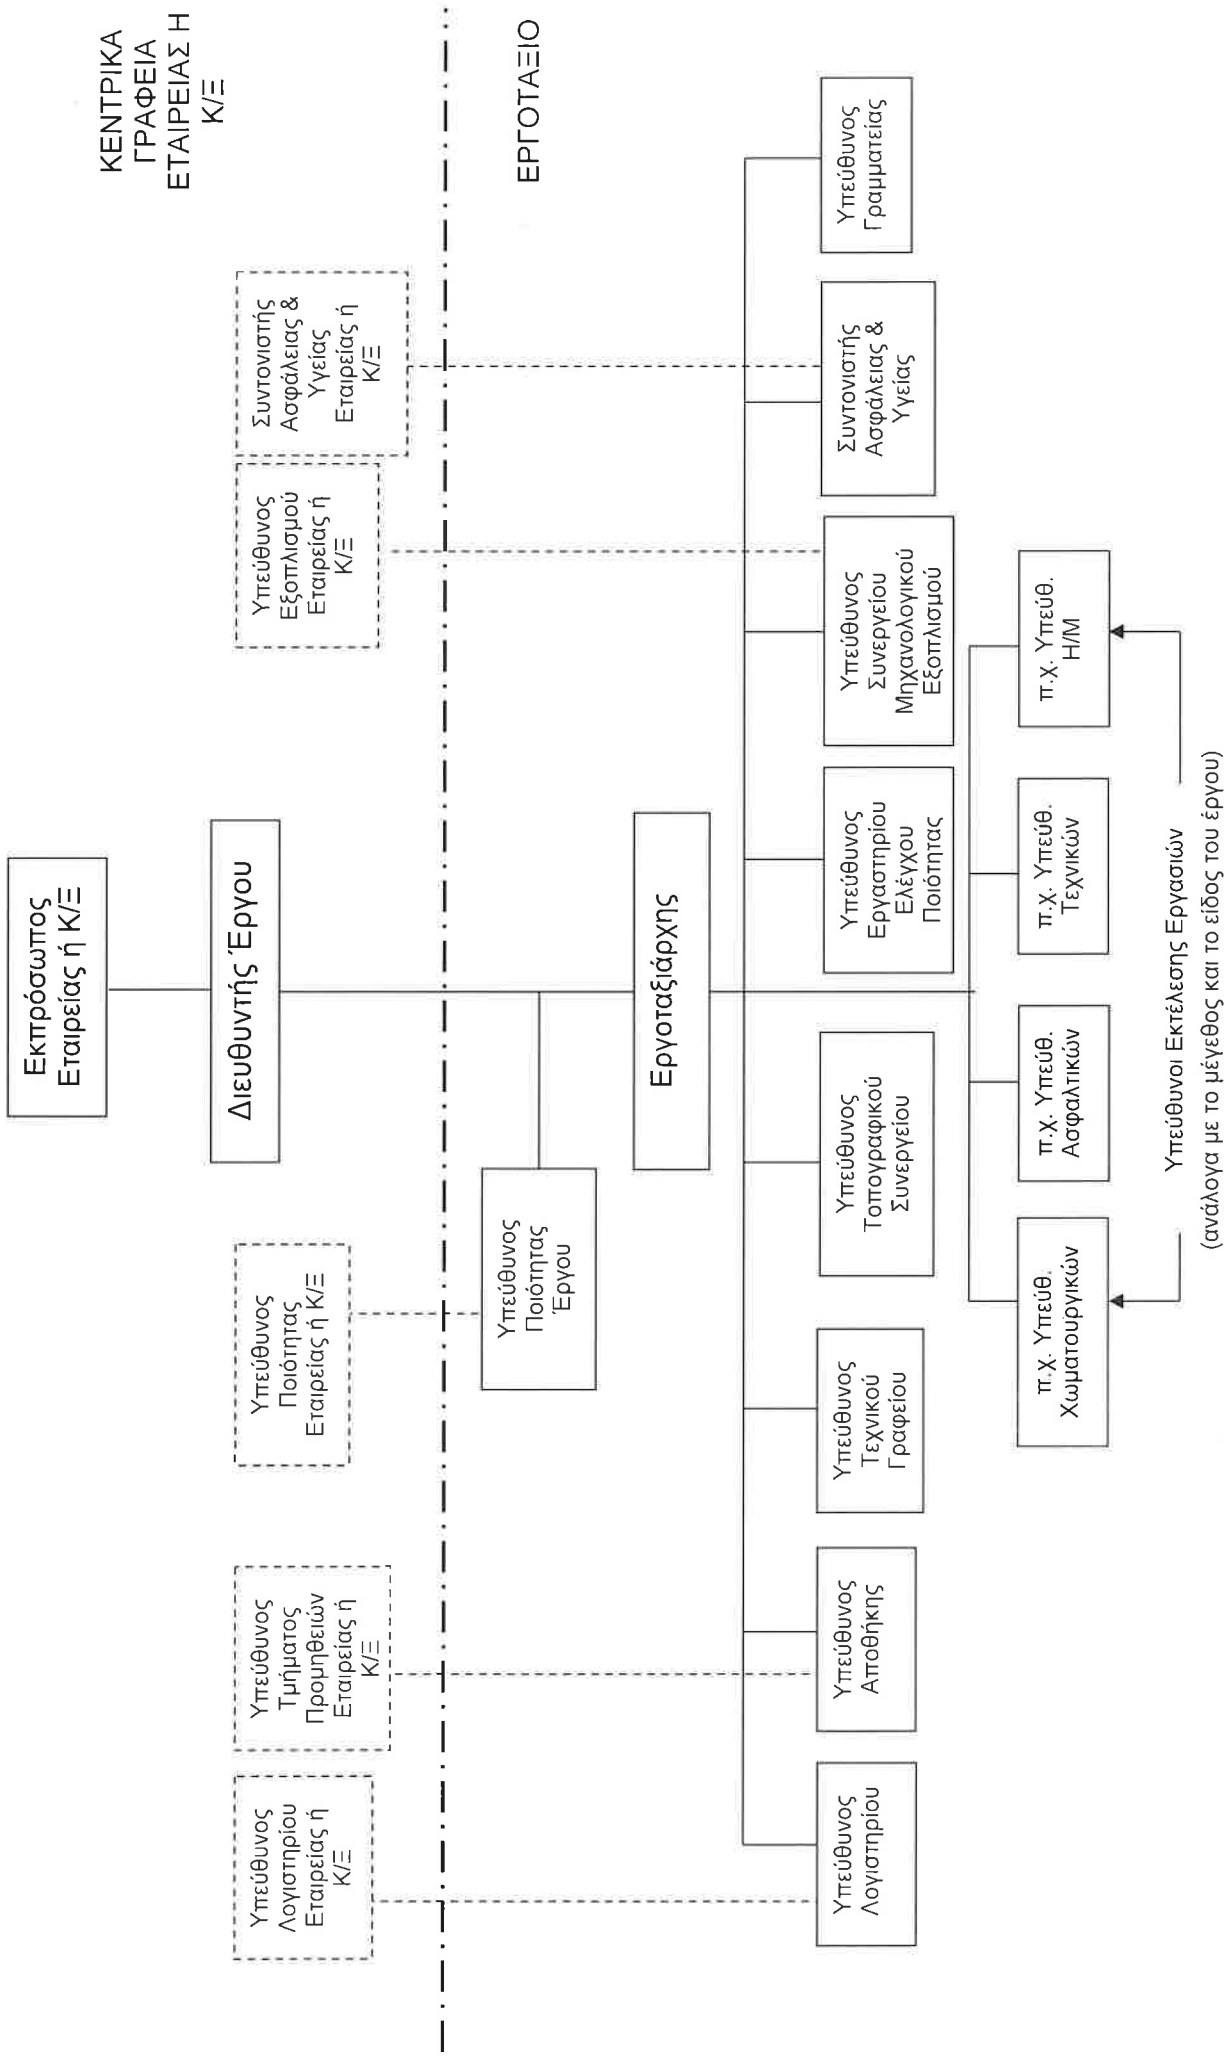 ΚΕΝΤΡΙΚΑ
ΓΡΑΦΕΙΑ
ΕΤΑΙΡΕΙΑΣ Η
Κ/Ξ
Εκπρόσωπος
Εταιρείας ή Κ/Ξ
Διευθυντής Έργου
Υπεύθυνος
Λογιστηρίου
Εταιρείας ή
Κ/Ξ
Υπεύθυνος
Τμήματος
Προμηθειών
Εταιρείας ή
Κ/Ξ
Υπεύθυνος
Ποιότητας
Εταιρείας ή Κ/Ξ
Υπεύθυνος
Εξοπλισμού
Εταιρείας ή
Κ/Ξ
Συντονιστής
Ασφάλειας &
Υγείας
Εταιρείας ή
Κ/Ξ
ΕΡΓΟΤΑΞΙΟ
Υπεύθυνος
Ποιότητας
Έργου
Εργοταξιάρχης
Υπεύθυνος
Λογιστηρίου
Υπεύθυνος
Αποθήκης
Υπεύθυνος
Τεχνικού
Γραφείου
Υπεύθυνος
Τοπογραφικού
Συνεργείου
Υπεύθυνος
Εργαστηρίου
Ελέγχου
Ποιότητας
Υπεύθυνος
Συνεργείου
Μηχανολογικού
Εξοπλισμού
Συντονιστής
Ασφάλειας &
Υγείας
Υπεύθυνος
Γραμματείας
π.χ. Υπεύθ.
Χωματουργικών
π.χ. Υπεύθ.
Ασφαλτικών
π.χ. Υπεύθ.
Τεχνικών
π.χ. Υπεύθ.
Η/Μ
Υπεύθυνοι Εκτέλεσης Εργασιών
(ανάλογα με το μέγεθος και το είδος του έργου)